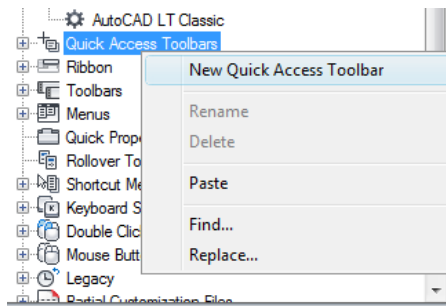 AutoCAD LT Classic
Quick Access Toolbars
Ribbon
New Quick Access Toolbar
Toolbars
Menus
Rename
Quick Prope
Delete
Rollover To
Shortcut Me
Paste
Keyboard S
Double Clic
Find...
Mouse Butt
Replace...
Legacy
Partial Customization Files